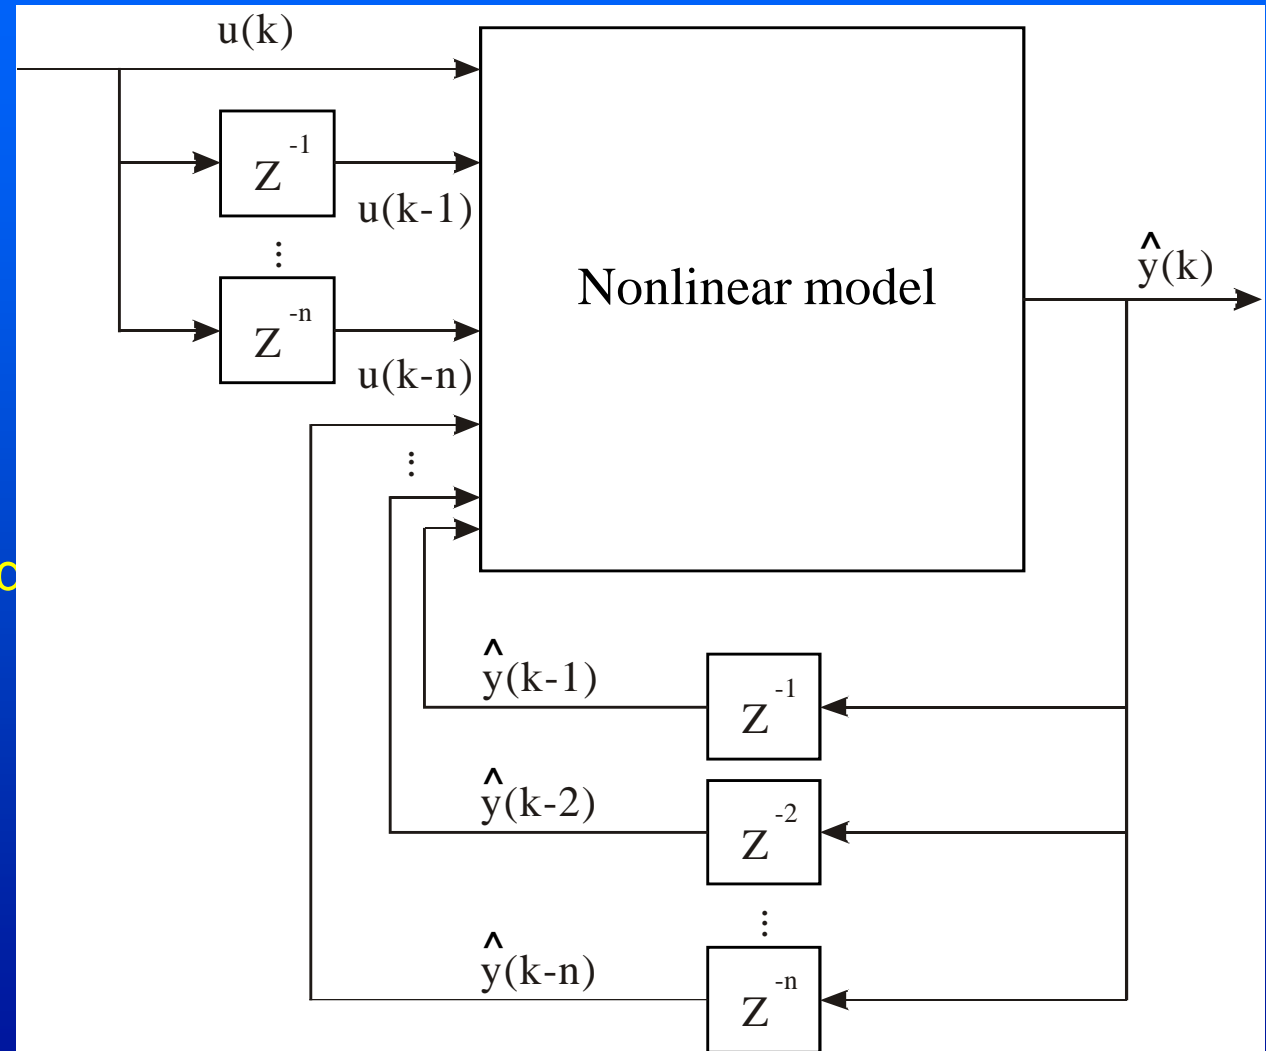 u(k)
Z^-1
u(k-1)
⋮
Z^-n
u(k-n)
⋮
Nonlinear model
ŷ(k)
ŷ(k-1)
Z^-1
ŷ(k-2)
Z^-2
⋮
ŷ(k-n)
Z^-n